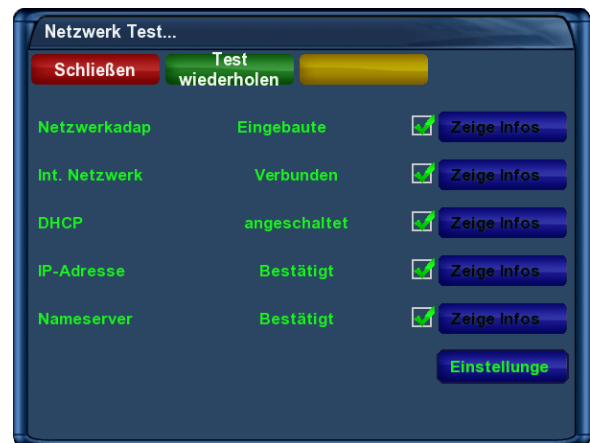 Netzwerk Test...
Schließen
Test
wiederholen
Netzwerkadap Eingebaute Zeige Infos
Int. Netzwerk Verbunden Zeige Infos
DHCP angeschaltet Zeige Infos
IP-Adresse Bestätigt Zeige Infos
Nameserver Bestätigt Zeige Infos
Einstellunge